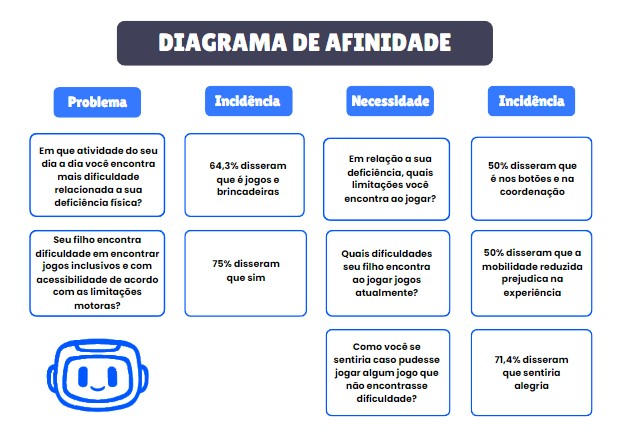 DIAGRAMA DE AFINIDADE
Problema
Incidência
Necessidade
Incidência
Em que atividade do seu
dia a dia você encontra
mais dificuldade
relacionada a sua
deficiência física?
64,3% disseram
que é jogos e
brincadeiras
Em relação a sua
deficiência, quais
limitações você
encontra ao jogar?
50% disseram que
é nos botões e na
coordenação
Seu filho encontra
dificuldade em encontrar
jogos inclusivos e com
acessibilidade de acordo
com as limitações
motoras?
75% disseram
que sim
Quais dificuldades
seu filho encontra
ao jogar jogos
atualmente?
50% disseram que a
mobilidade reduzida
prejudica na
experiência
Como você se
sentiria caso pudesse
jogar algum jogo que
não encontrasse
dificuldade?
71,4% disseram
que sentiria
alegria